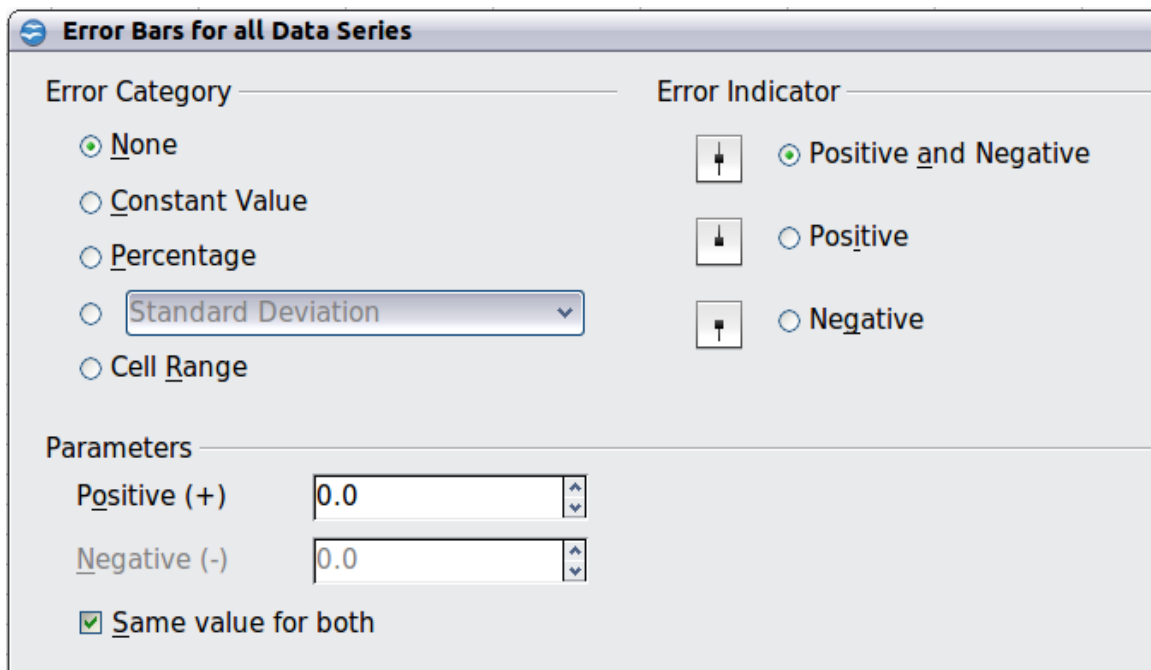 Error Bars for all Data Series
Error Category
None
Constant Value
Percentage
Standard Deviation
Cell Range
Error Indicator
Positive and Negative
Positive
Negative
Parameters
Positive (+)
0.0
Negative (-)
0.0
Same value for both